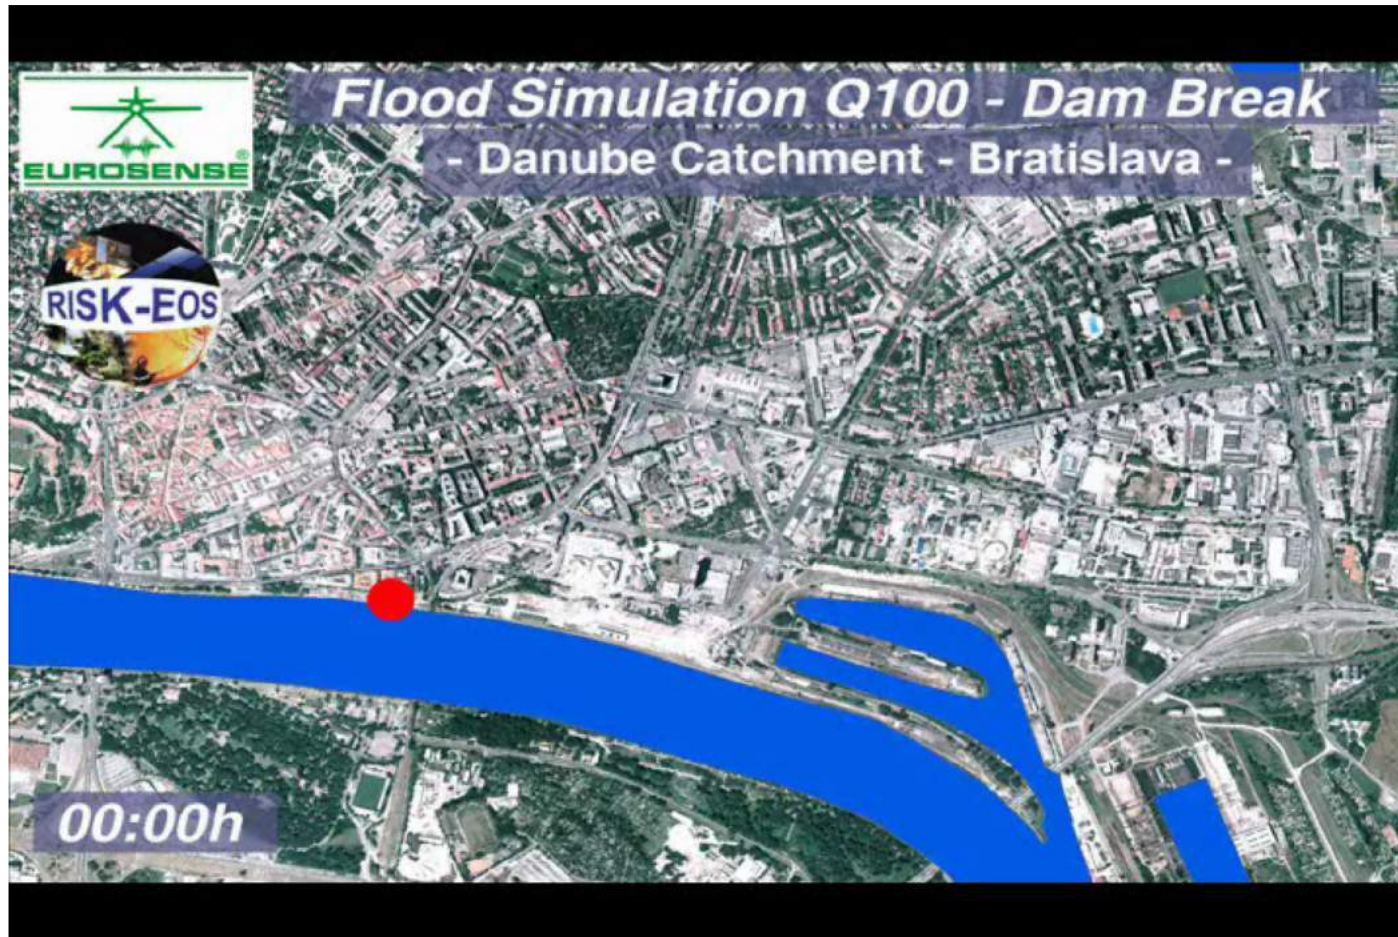 Flood Simulation Q100 - Dam Break
- Danube Catchment - Bratislava -
EUROSENSE®
RISK-EOS
00:00h